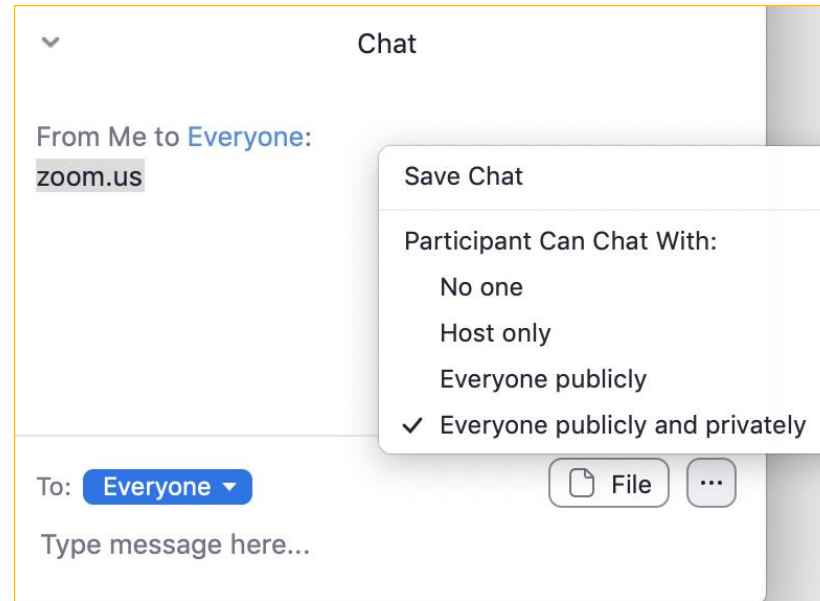 Chat
From Me to Everyone:
zoom.us
Save Chat
Participant Can Chat With:
No one
Host only
Everyone publicly
✓ Everyone publicly and privately
To: Everyone
File
...
Type message here...